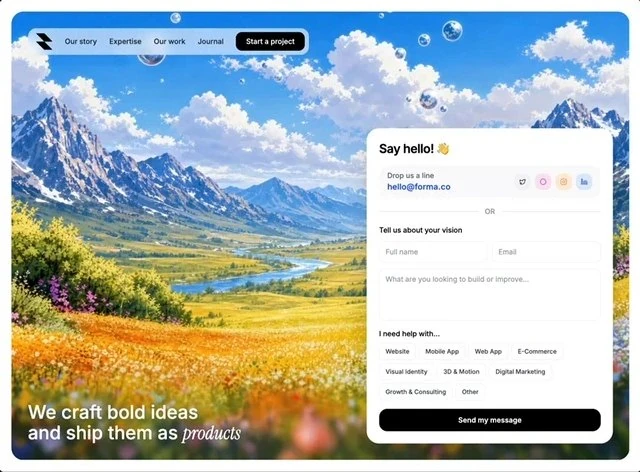 Our story Expertise Our work Journal Start a project
Say hello! 👋
Drop us a line
hello@forma.co
OR
Tell us about your vision
Full name Email
What are you looking to build or improve...
I need help with...
Website Mobile App Web App E-Commerce
Visual Identity 3D & Motion Digital Marketing
Growth & Consulting Other
Send my message
We craft bold ideas
and ship them as products